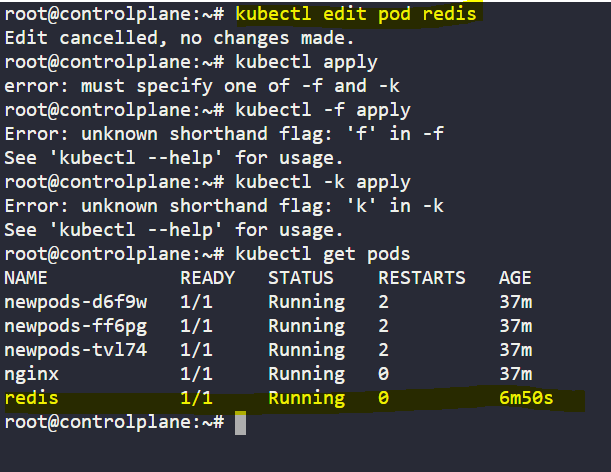 root@controlplane:~# kubectl edit pod redis
Edit cancelled, no changes made.
root@controlplane:~# kubectl apply
error: must specify one of -f and -k
root@controlplane:~# kubectl -f apply
Error: unknown shorthand flag: 'f' in -f
See 'kubectl --help' for usage.
root@controlplane:~# kubectl -k apply
Error: unknown shorthand flag: 'k' in -k
See 'kubectl --help' for usage.
root@controlplane:~# kubectl get pods
NAME READY STATUS RESTARTS AGE
newpods-d6f9w 1/1 Running 2 37m
newpods-ff6pg 1/1 Running 2 37m
newpods-tvl74 1/1 Running 2 37m
nginx 1/1 Running 0 37m
redis 1/1 Running 0 6m50s
root@controlplane:~#